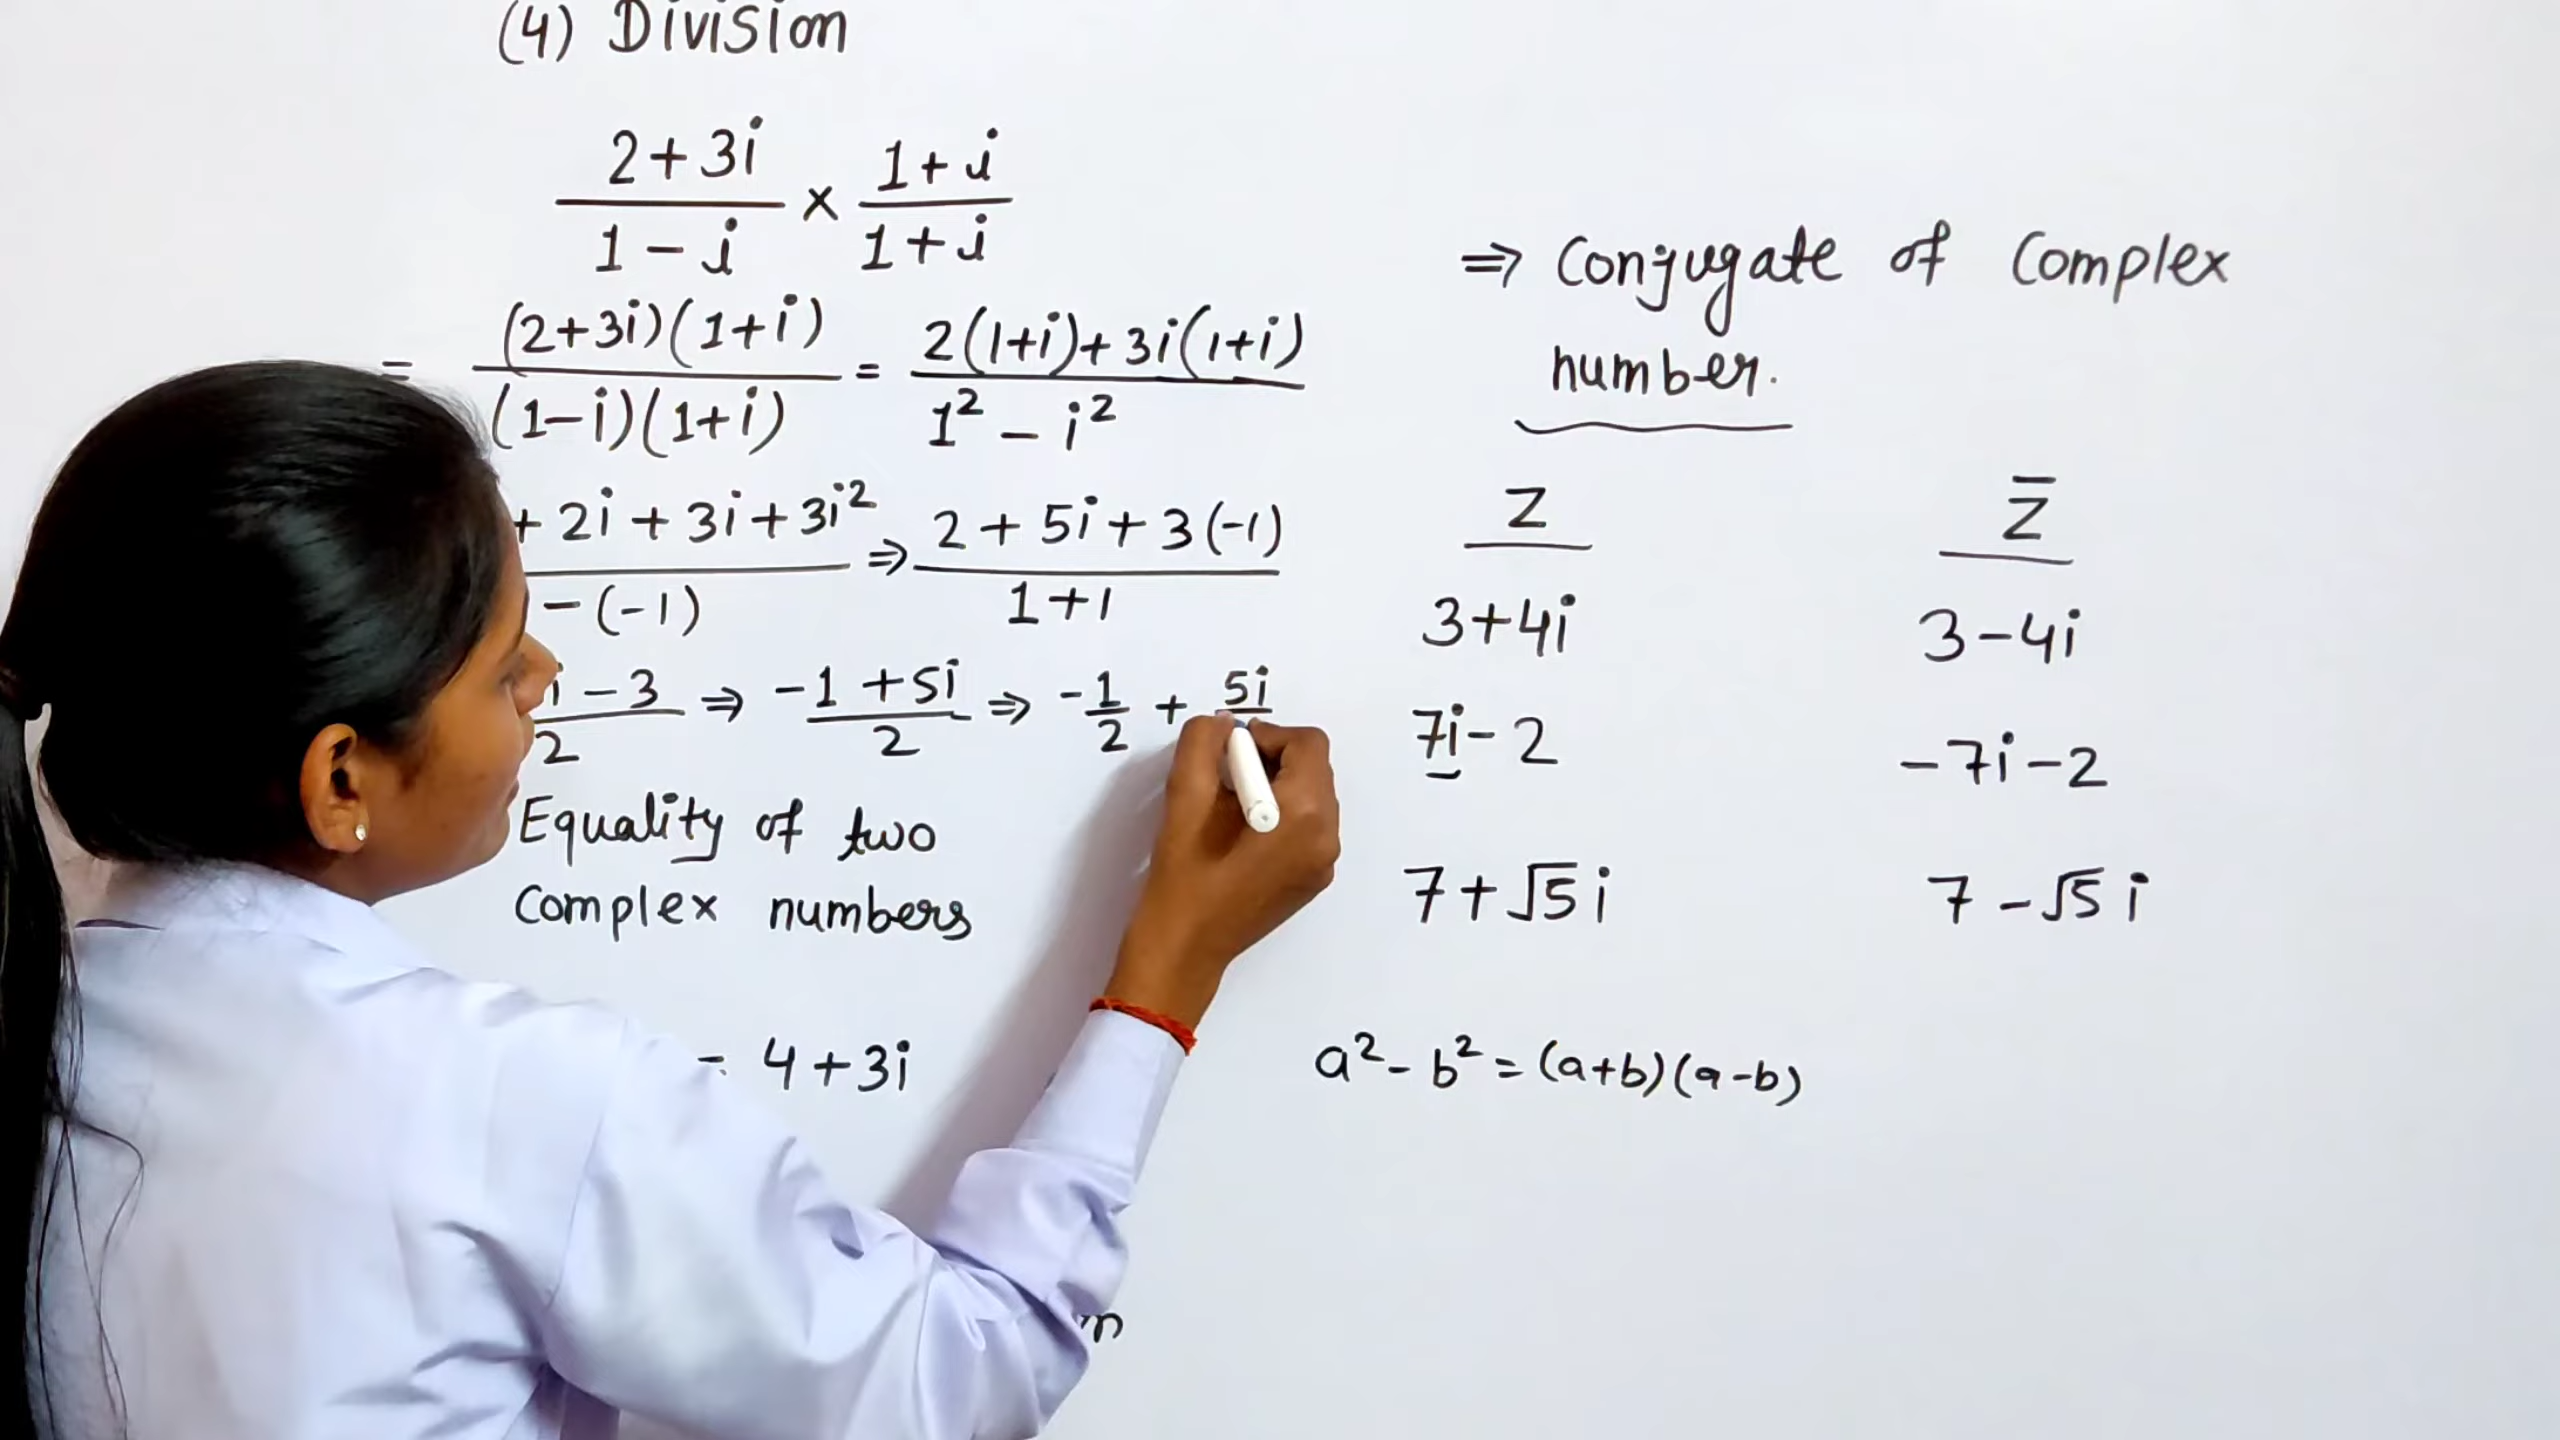 (4) Division
2+3i / 1-i × 1+i / 1+i
= (2+3i)(1+i) / (1-i)(1+i) = 2(1+i)+3i(1+i) / 1² - i²
+ 2i + 3i + 3i² / -(-1) ⇒ 2 + 5i + 3(-1) / 1+1
i - 3 / 2 ⇒ -1 + 5i / 2 ⇒ -1/2 + 5i
Equality of two
Complex numbers
= 4+3i
⇒ Conjugate of Complex
number.
Z Z̄
3+4i 3-4i
7i-2 -7i-2
7+√5 i 7-√5 i
a² - b² = (a+b)(a-b)